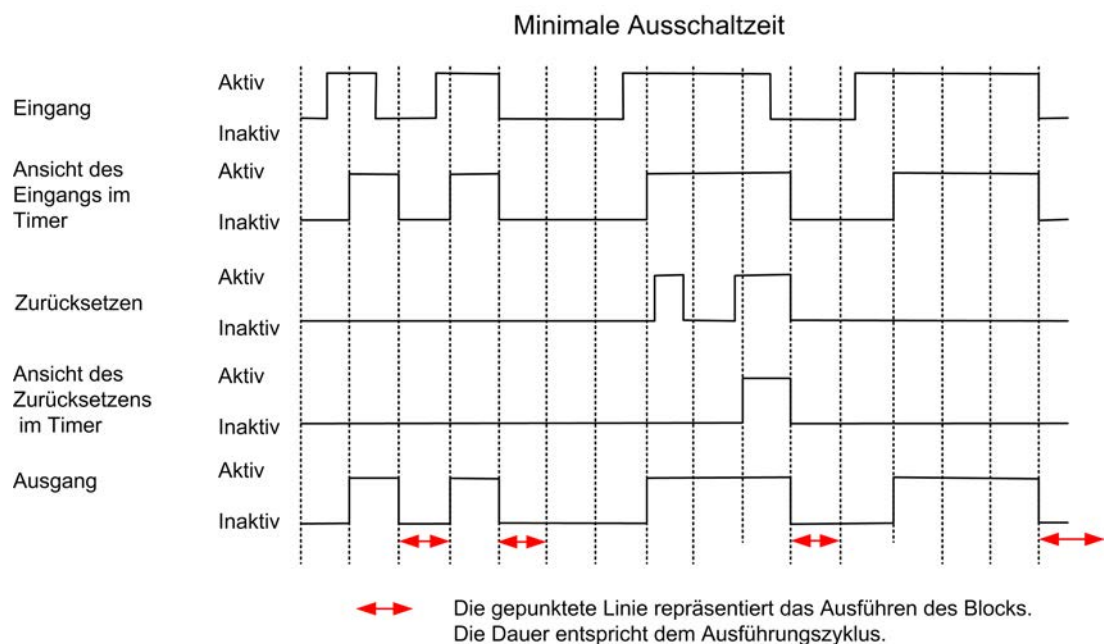 Minimale Ausschaltzeit
Eingang
Aktiv
Inaktiv
Ansicht des
Eingangs im
Timer
Aktiv
Inaktiv
Zurücksetzen
Aktiv
Inaktiv
Ansicht des
Zurücksetzens
im Timer
Aktiv
Inaktiv
Ausgang
Aktiv
Inaktiv
Die gepunktete Linie repräsentiert das Ausführen des Blocks.
Die Dauer entspricht dem Ausführungszyklus.